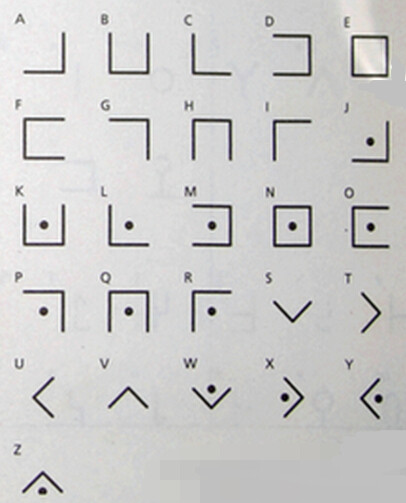 A B C D E
F G H I J
K L M N O
P Q R S T
U V W X Y
Z